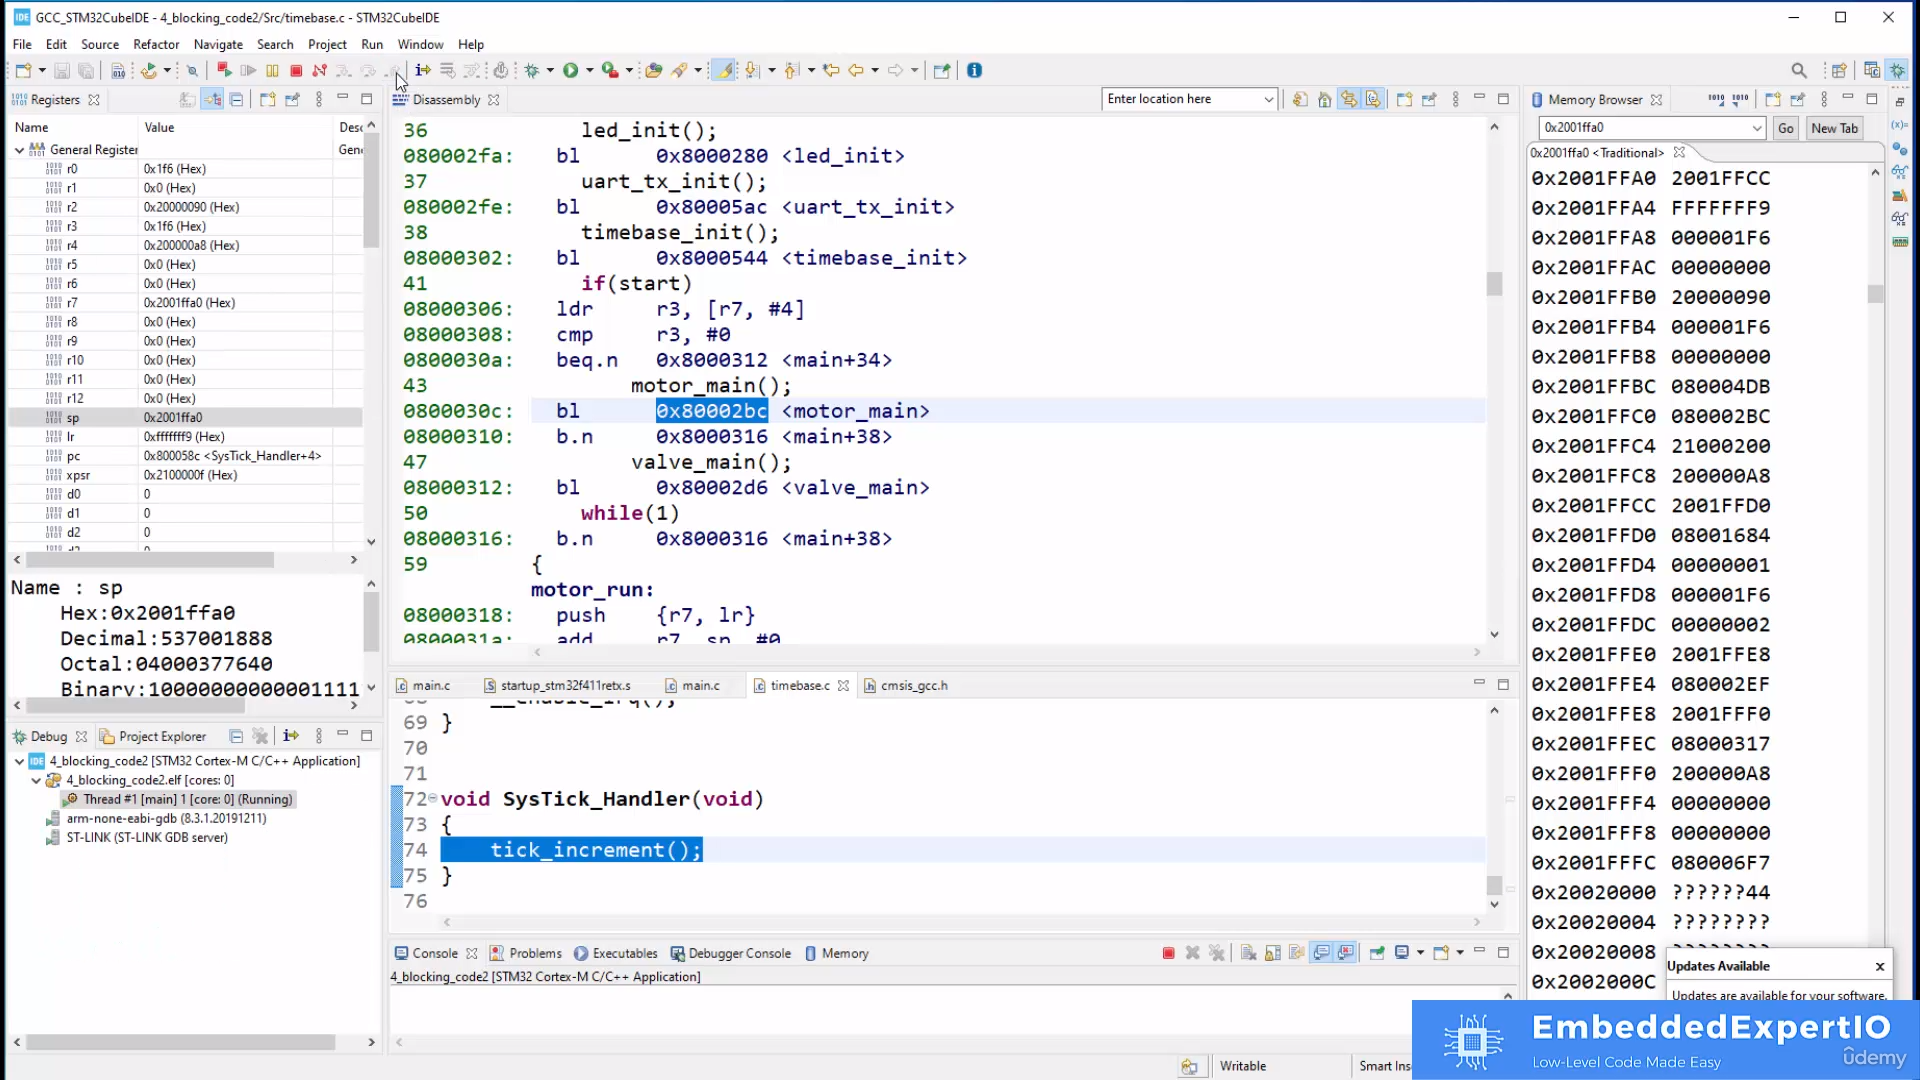 GCC_STM32CubeIDE - 4_blocking_code2/Src/timebase.c - STM32CubeIDE
File Edit Source Refactor Navigate Search Project Run Window Help
Registers
Name Value
General Register
r0 0x1f6 (Hex)
r1 0x0 (Hex)
r2 0x20000090 (Hex)
r3 0x1f6 (Hex)
r4 0x200000a8 (Hex)
r5 0x0 (Hex)
r6 0x0 (Hex)
r7 0x2001ffa0 (Hex)
r8 0x0 (Hex)
r9 0x0 (Hex)
r10 0x0 (Hex)
r11 0x0 (Hex)
r12 0x0 (Hex)
sp 0x2001ffa0
lr 0xfffffff9 (Hex)
pc 0x800058c <SysTick_Handler+4>
xpsr 0x2100000f (Hex)
d0 0
d1 0
d2 0
Name : sp
Hex:0x2001ffa0
Decimal:537001888
Octal:04000377640
Binary:10000000000001111
Debug Project Explorer
4_blocking_code2 [STM32 Cortex-M C/C++ Application]
4_blocking_code2.elf [cores: 0]
Thread #1 [main] 1 [core: 0] (Running)
arm-none-eabi-gdb (8.3.1.20191211)
ST-LINK (ST-LINK GDB server)
Disassembly
Enter location here
36 led_init();
080002fa: bl 0x8000280 <led_init>
37 uart_tx_init();
080002fe: bl 0x80005ac <uart_tx_init>
38 timebase_init();
08000302: bl 0x8000544 <timebase_init>
41 if(start)
08000306: ldr r3, [r7, #4]
08000308: cmp r3, #0
0800030a: beq.n 0x8000312 <main+34>
43 motor_main();
0800030c: bl 0x80002bc <motor_main>
08000310: b.n 0x8000316 <main+38>
47 valve_main();
08000312: bl 0x80002d6 <valve_main>
50 while(1)
08000316: b.n 0x8000316 <main+38>
59 {
motor_run:
08000318: push {r7, lr}
0800031a: add r7, sp, #0
main.c startup_stm32f411retx.s main.c timebase.c cmsis_gcc.h
__enable_irq();
69 }
70
71
72 void SysTick_Handler(void)
73 {
74 tick_increment();
75 }
76
Console Problems Executables Debugger Console Memory
4_blocking_code2 [STM32 Cortex-M C/C++ Application]
Writable
Smart Ins
Memory Browser
0x2001ffa0 Go New Tab
0x2001ffa0 <Traditional>
0x2001FFA0 2001FFCC
0x2001FFA4 FFFFFFF9
0x2001FFA8 000001F6
0x2001FFAC 00000000
0x2001FFB0 20000090
0x2001FFB4 000001F6
0x2001FFB8 00000000
0x2001FFBC 080004DB
0x2001FFC0 080002BC
0x2001FFC4 21000200
0x2001FFC8 200000A8
0x2001FFCC 2001FFD0
0x2001FFD0 08001684
0x2001FFD4 00000001
0x2001FFD8 000001F6
0x2001FFDC 00000002
0x2001FFE0 2001FFE8
0x2001FFE4 080002EF
0x2001FFE8 2001FFF0
0x2001FFEC 08000317
0x2001FFF0 200000A8
0x2001FFF4 00000000
0x2001FFF8 00000000
0x2001FFFC 080006F7
0x20020000 ??????44
0x20020004 ????????
0x20020008
0x2002000C
Updates Available
Updates are available for your software.
EmbeddedExpertIO
Low-Level Code Made Easy
ûdemy